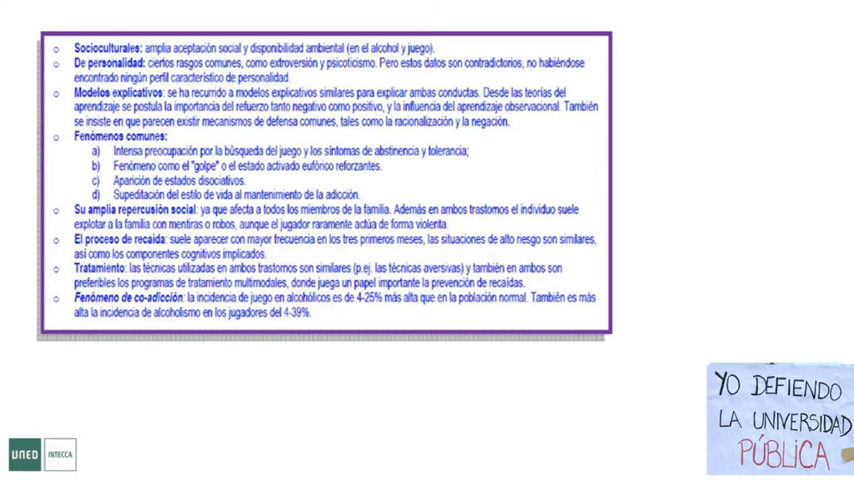 o Socioculturales: amplia aceptación social y disponibilidad ambiental (en el alcohol y juego).
o De personalidad: ciertos rasgos comunes, como extroversión y psicoticismo. Pero estos datos son contradictorios, no habiéndose
encontrado ningún perfil característico de personalidad.
o Modelos explicativos: se ha recurrido a modelos explicativos similares para explicar ambas conductas. Desde las teorías del
aprendizaje se postula la importancia del refuerzo tanto negativo como positivo, y la influencia del aprendizaje observacional. También
se insiste en que parecen existir mecanismos de defensa comunes, tales como la racionalización y la negación.
o Fenómenos comunes:
a) Intensa preocupación por la búsqueda del juego y los síntomas de abstinencia y tolerancia;
b) Fenómeno como el "golpe" o el estado activado eufórico reforzantes.
c) Aparición de estados disociativos.
d) Supeditación del estilo de vida al mantenimiento de la adicción.
o Su amplia repercusión social: ya que afecta a todos los miembros de la familia. Además en ambos trastornos el individuo suele
explotar a la familia con mentiras o robos, aunque el jugador raramente actúa de forma violenta.
o El proceso de recaída: suele aparecer con mayor frecuencia en los tres primeros meses, las situaciones de alto riesgo son similares,
así como los componentes cognitivos implicados.
o Tratamiento: las técnicas utilizadas en ambos trastornos son similares (p.ej. las técnicas aversivas) y también en ambos son
preferibles los programas de tratamiento multimodales, donde juega un papel importante la prevención de recaídas.
o Fenómeno de co-adicción: la incidencia de juego en alcohólicos es de 4-25% más alta que en la población normal. También es más
alta la incidencia de alcoholismo en los jugadores del 4-39%.
YO DEFIENDO
LA UNIVERSIDAD
PÚBLICA
UNED INTECCA